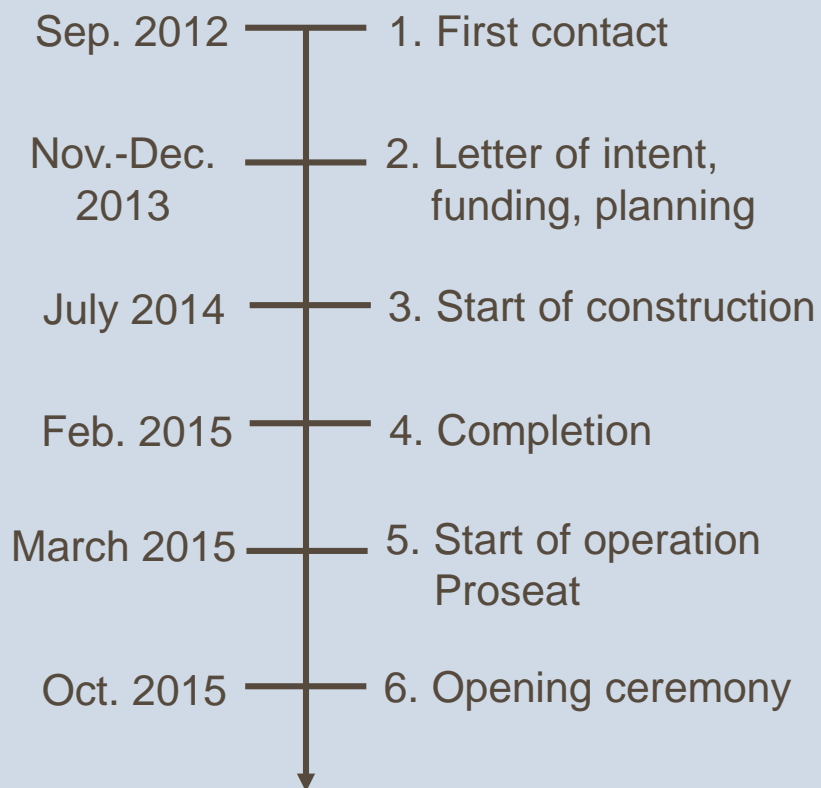 Sep. 2012
1. First contact
Nov.-Dec.
2013
2. Letter of intent,
funding, planning
July 2014
3. Start of construction
Feb. 2015
4. Completion
March 2015
5. Start of operation
Proseat
Oct. 2015
6. Opening ceremony